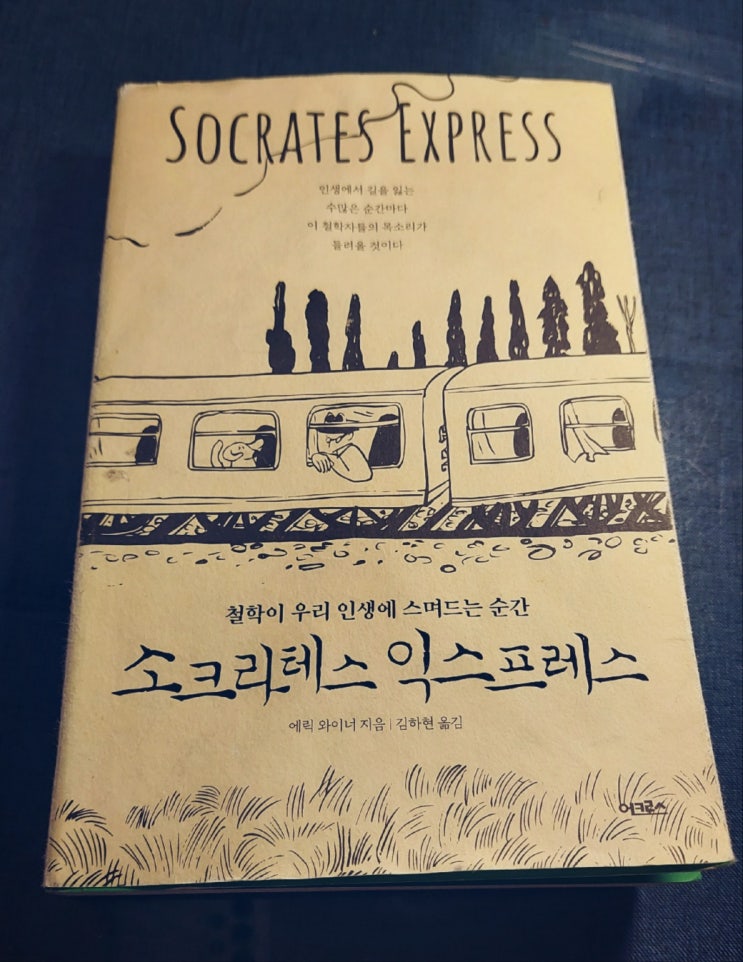 SOCRATES EXPRESS
인생에서 길을 잃는
수많은 순간마다
이 철학자들의 목소리가
들려올 것이다
철학이 우리 인생에 스며드는 순간
소크라테스 익스프레스
에릭 와이너 지음 | 김하현 옮김
어크로스